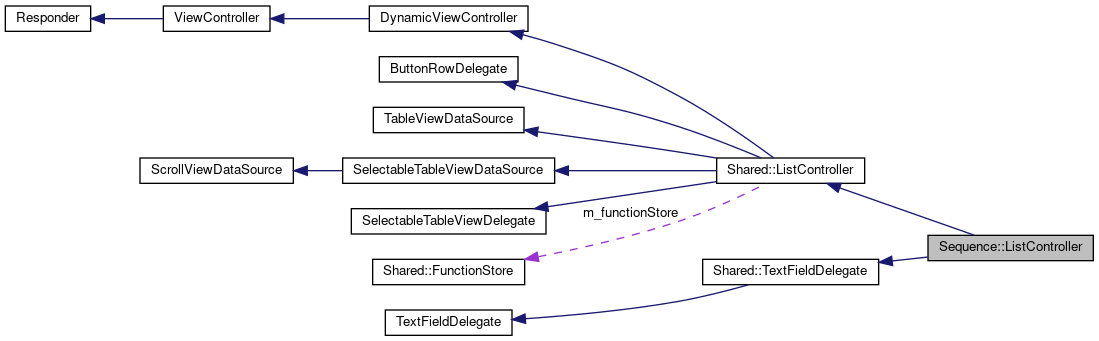 Responder
ViewController
DynamicViewController
ButtonRowDelegate
TableViewDataSource
ScrollViewDataSource
SelectableTableViewDataSource
Shared::ListController
SelectableTableViewDelegate
m_functionStore
Sequence::ListController
Shared::FunctionStore
Shared::TextFieldDelegate
TextFieldDelegate